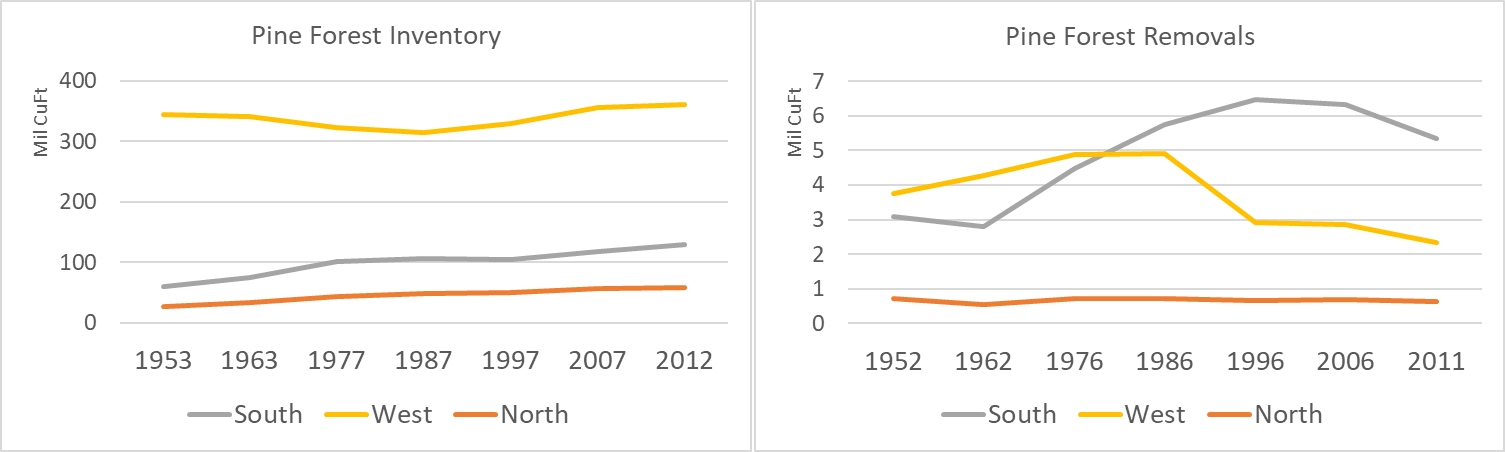 Pine Forest Inventory
Mil CuFt
400
300
200
100
0
1953 1963 1977 1987 1997 2007 2012
South West North
Pine Forest Removals
Mil CuFt
7
6
5
4
3
2
1
0
1952 1962 1976 1986 1996 2006 2011
South West North